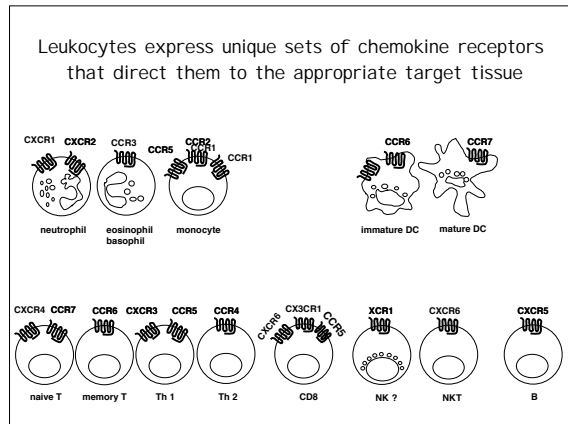 Leukocytes express unique sets of chemokine receptors
that direct them to the appropriate target tissue
CXCR1
CXCR2
CCR3
CCR5
CCR2
CCR1
CCR1
CCR6
CCR7
neutrophil
eosinophil
basophil
monocyte
immature DC
mature DC
CXCR4
CCR7
CCR6
CXCR3
CCR5
CCR4
CXCR6
CX3CR1
CCR5
XCR1
CXCR6
CXCR5
naive T
memory T
Th 1
Th 2
CD8
NK ?
NKT
B